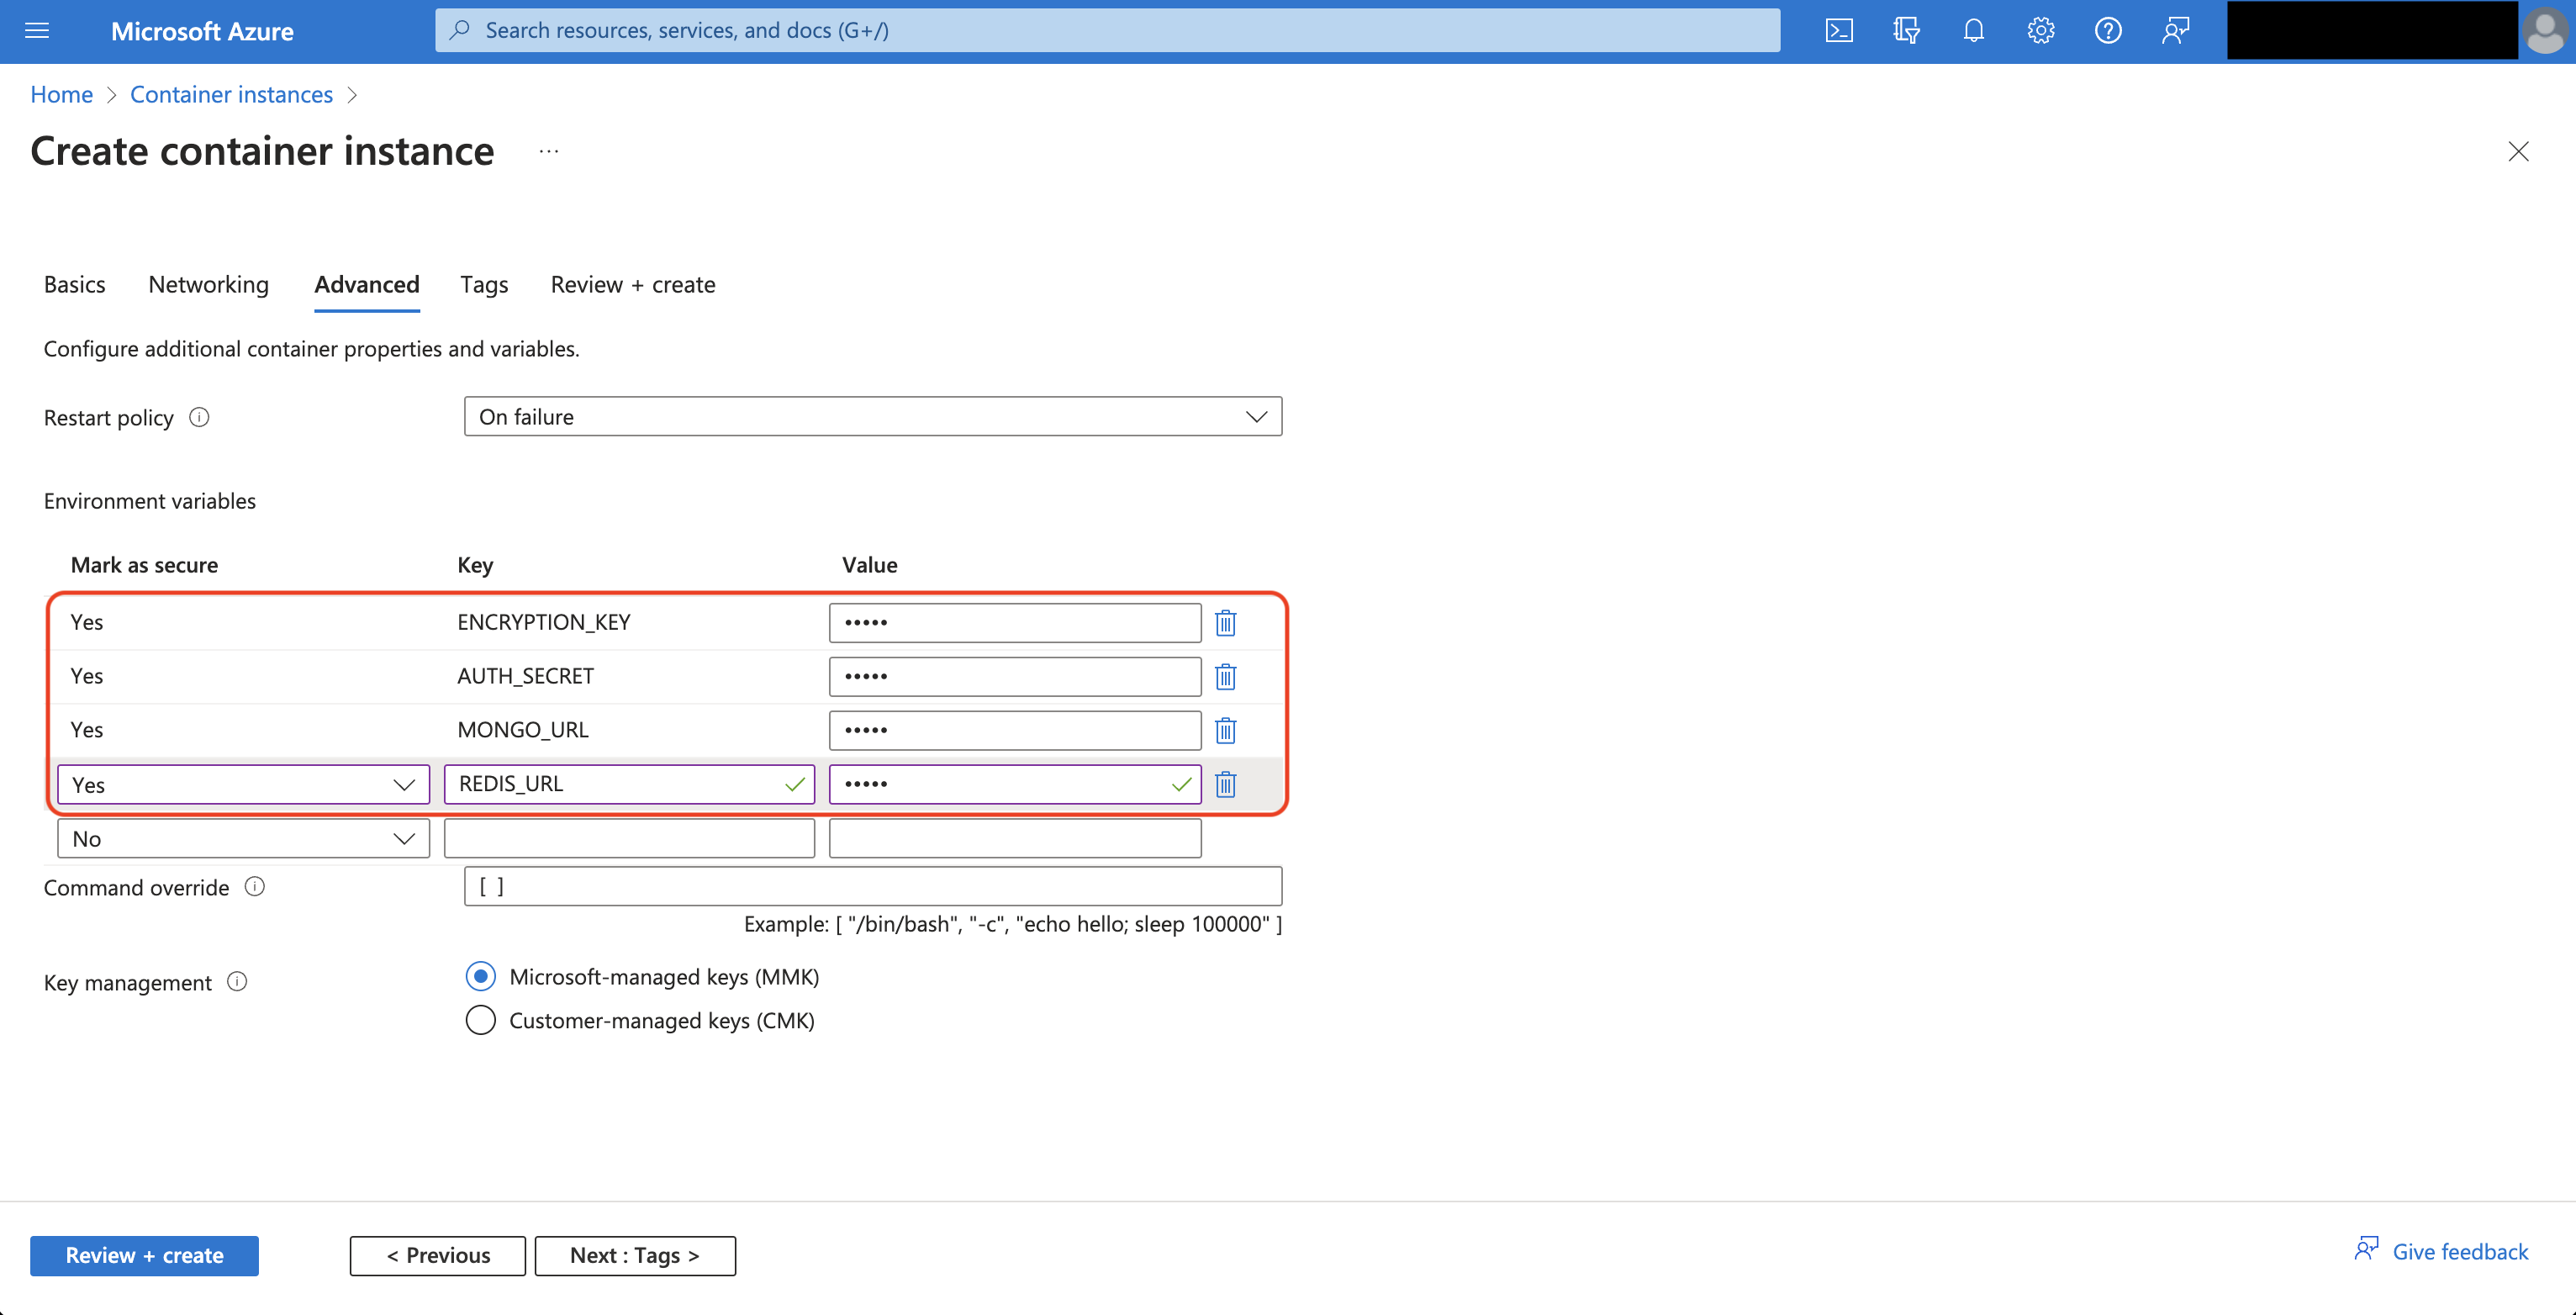 Microsoft Azure
Search resources, services, and docs (G+/)
Home > Container instances >
Create container instance ...
Basics Networking Advanced Tags Review + create
Configure additional container properties and variables.
Restart policy On failure
Environment variables
Mark as secure Key Value
Yes ENCRYPTION_KEY •••••
Yes AUTH_SECRET •••••
Yes MONGO_URL •••••
Yes REDIS_URL •••••
No
Command override [ ]
Example: [ "/bin/bash", "-c", "echo hello; sleep 100000" ]
Key management Microsoft-managed keys (MMK)
Customer-managed keys (CMK)
Review + create < Previous Next : Tags > Give feedback